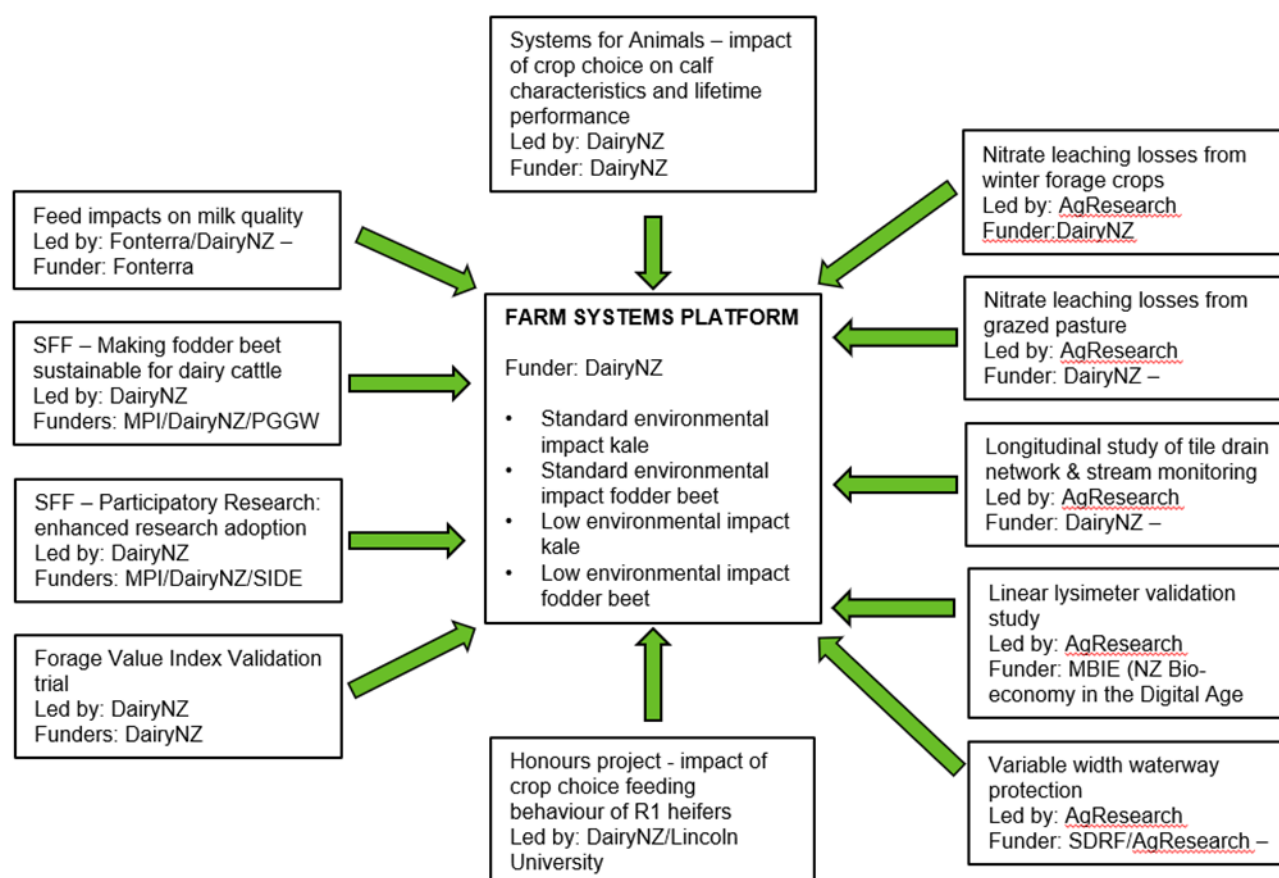 Systems for Animals – impact
of crop choice on calf
characteristics and lifetime
performance
Led by: DairyNZ
Funder: DairyNZ
Feed impacts on milk quality
Led by: Fonterra/DairyNZ –
Funder: Fonterra
SFF – Making fodder beet
sustainable for dairy cattle
Led by: DairyNZ
Funders: MPI/DairyNZ/PGGW
SFF – Participatory Research:
enhanced research adoption
Led by: DairyNZ
Funders: MPI/DairyNZ/SIDE
Forage Value Index Validation
trial
Led by: DairyNZ
Funders: DairyNZ
FARM SYSTEMS PLATFORM
Funder: DairyNZ
• Standard environmental
impact kale
• Standard environmental
impact fodder beet
• Low environmental impact
kale
• Low environmental impact
fodder beet
Honours project - impact of
crop choice feeding
behaviour of R1 heifers
Led by: DairyNZ/Lincoln
University
Nitrate leaching losses from
winter forage crops
Led by: AgResearch
Funder:DairyNZ
Nitrate leaching losses from
grazed pasture
Led by: AgResearch
Funder: DairyNZ –
Longitudinal study of tile drain
network & stream monitoring
Led by: AgResearch
Funder: DairyNZ –
Linear lysimeter validation
study
Led by: AgResearch
Funder: MBIE (NZ Bio-
economy in the Digital Age
Variable width waterway
protection
Led by: AgResearch
Funder: SDRF/AgResearch –